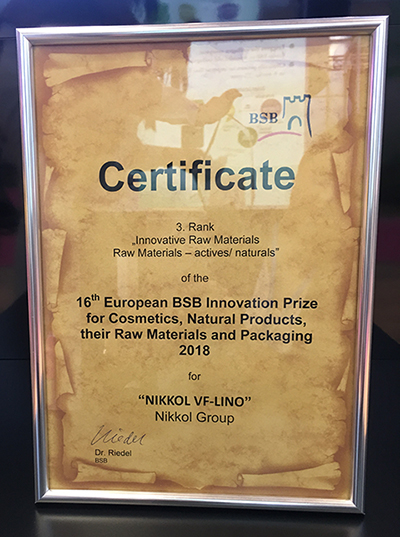 BSB
Certificate
3. Rank
„Innovative Raw Materials
Raw Materials – actives/ naturals”
of the
16th European BSB Innovation Prize
for Cosmetics, Natural Products,
their Raw Materials and Packaging
2018
for
“NIKKOL VF-LINO”
Nikkol Group
Riedel
Dr. Riedel
BSB